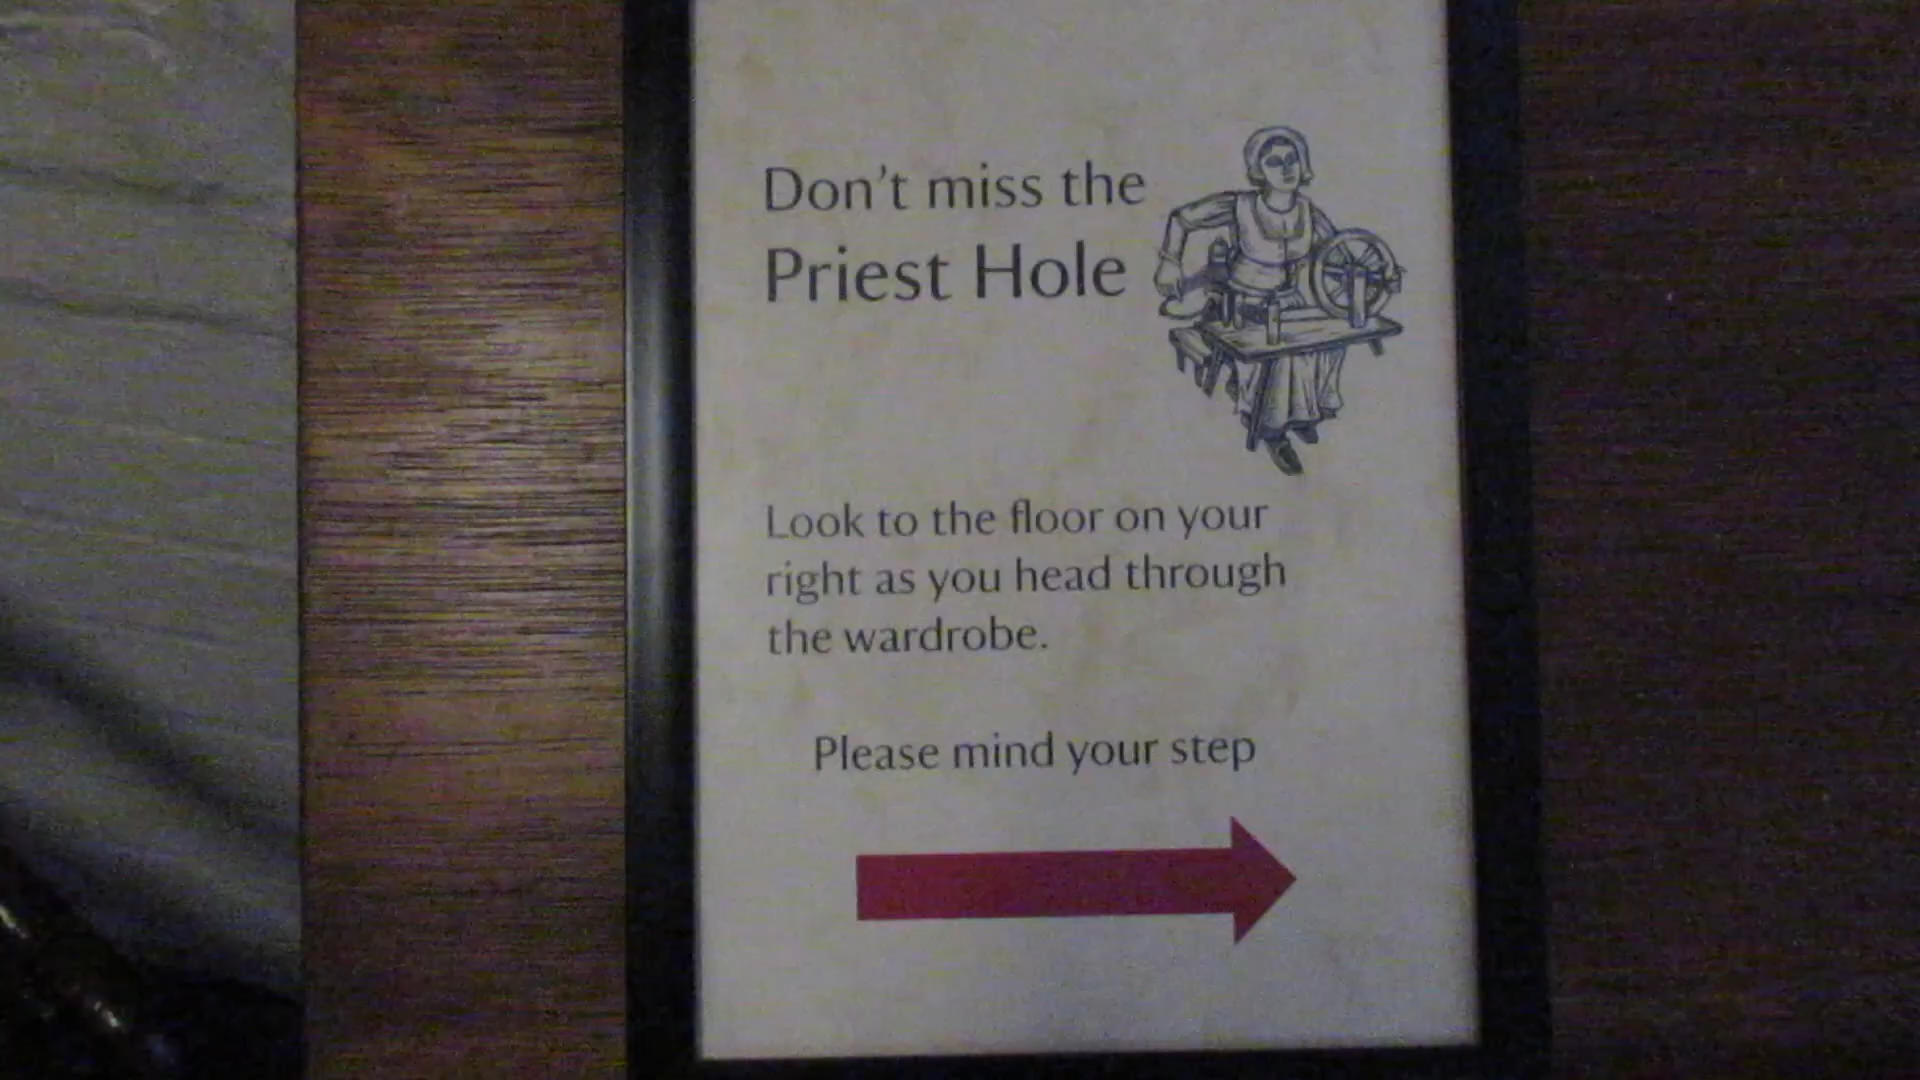 Don't miss the
Priest Hole
Look to the floor on your
right as you head through
the wardrobe.
Please mind your step